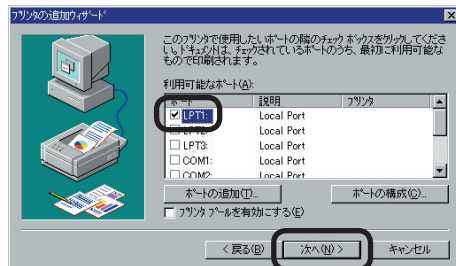 プリンタの追加ウィザード
このプリンタで使用したいポートの隣のチェック ボックスをクリックしてくださ
い。ドキュメントは、チェックされているポートのうち、最初に利用可能な
もので印刷されます。
利用可能なポート(A):
ポート 説明 プリンタ
LPT1: Local Port
LPT2: Local Port
LPT3: Local Port
COM1: Local Port
COM2: Local Port
ポートの追加(T)... ポートの構成(C)...
プリンタ プールを有効にする(E)
< 戻る(B) 次へ(N) > キャンセル